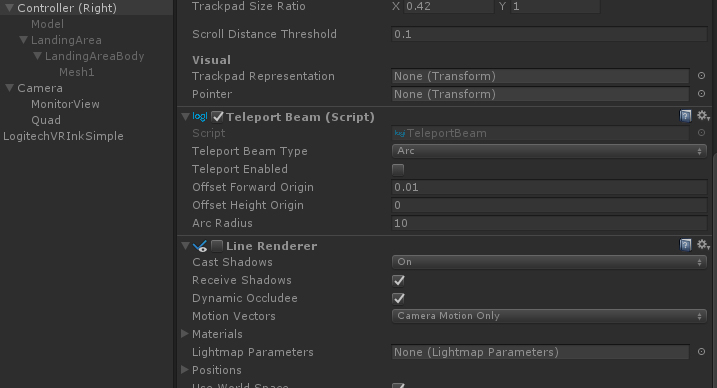 Controller (Right)
Model
LandingArea
LandingAreaBody
Mesh1
Camera
MonitorView
Quad
LogitechVRInkSimple
Trackpad Size Ratio X 0.42 Y 1
Scroll Distance Threshold 0.1
Visual
Trackpad Representation None (Transform)
Pointer None (Transform)
logi Teleport Beam (Script)
Script TeleportBeam
Teleport Beam Type Arc
Teleport Enabled
Offset Forward Origin 0.01
Offset Height Origin 0
Arc Radius 10
Line Renderer
Cast Shadows On
Receive Shadows
Dynamic Occludee
Motion Vectors Camera Motion Only
Materials
Lightmap Parameters None (Lightmap Parameters)
Positions
Use World Space